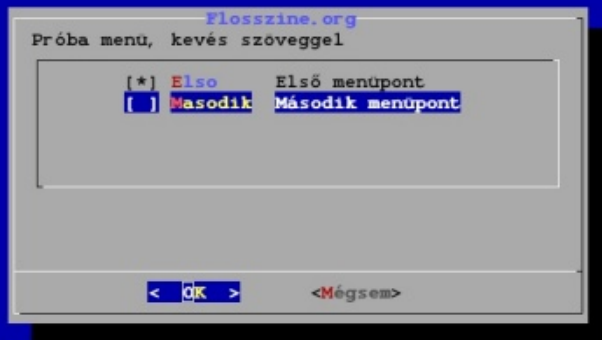 Flosszine.org
Próba menü, kevés szöveggel
[*] Elso Első menüpont
[ ] Masodik Második menüpont
< OK > <Mégsem>